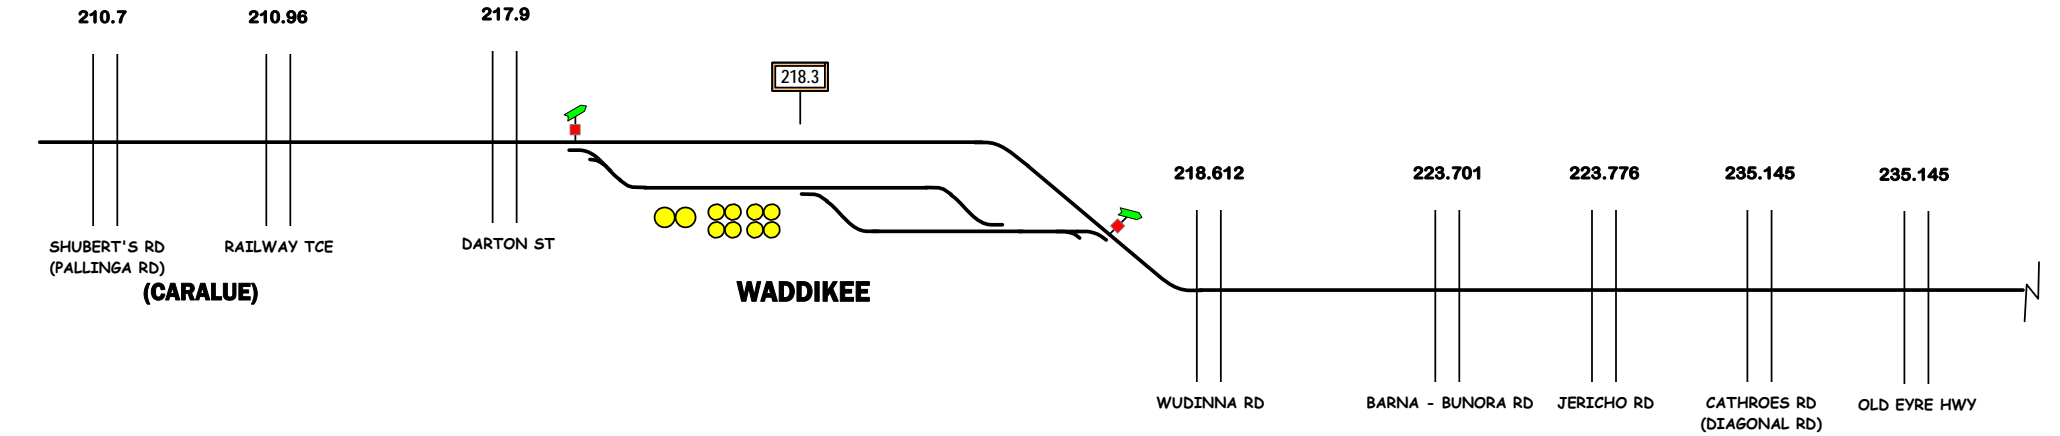 210.7
210.96
217.9
218.3
218.612
223.701
223.776
235.145
235.145
SHUBERT'S RD
(PALLINGA RD)
RAILWAY TCE
DARTON ST
(CARALUE)
WADDIKEE
WUDINNA RD
BARNA - BUNORA RD
JERICHO RD
CATHROES RD
(DIAGONAL RD)
OLD EYRE HWY